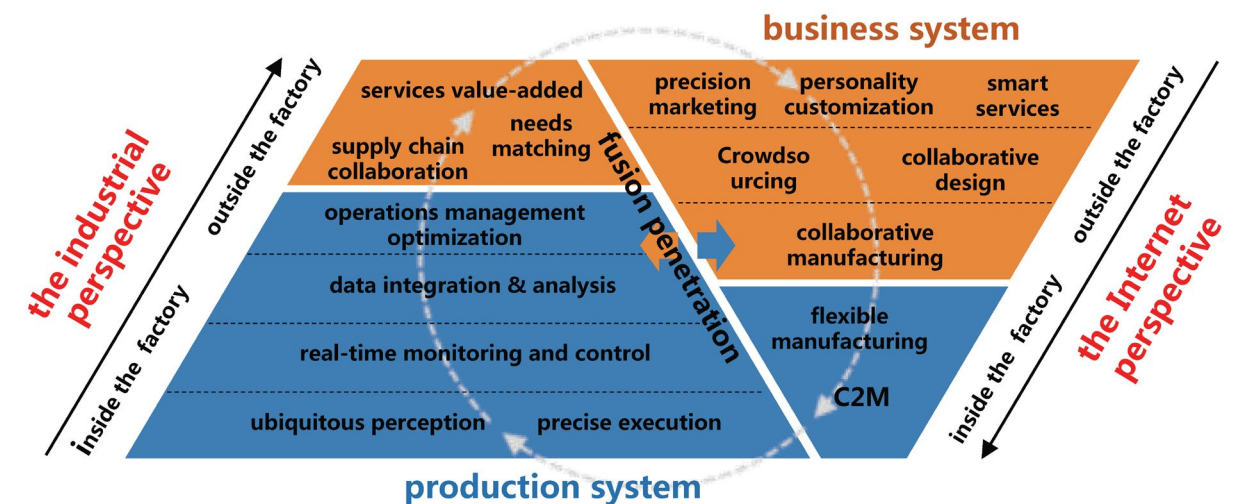 business system
the industrial
perspective
inside the factory
outside the factory
services value-added
needs
matching
supply chain
collaboration
operations management
optimization
data integration & analysis
real-time monitoring and control
ubiquitous perception
precise execution
fusion penetration
precision
marketing
personality
customization
smart
services
Crowdso
urcing
collaborative
design
collaborative
manufacturing
flexible
manufacturing
C2M
outside the factory
inside the factory
the Internet
perspective
production system